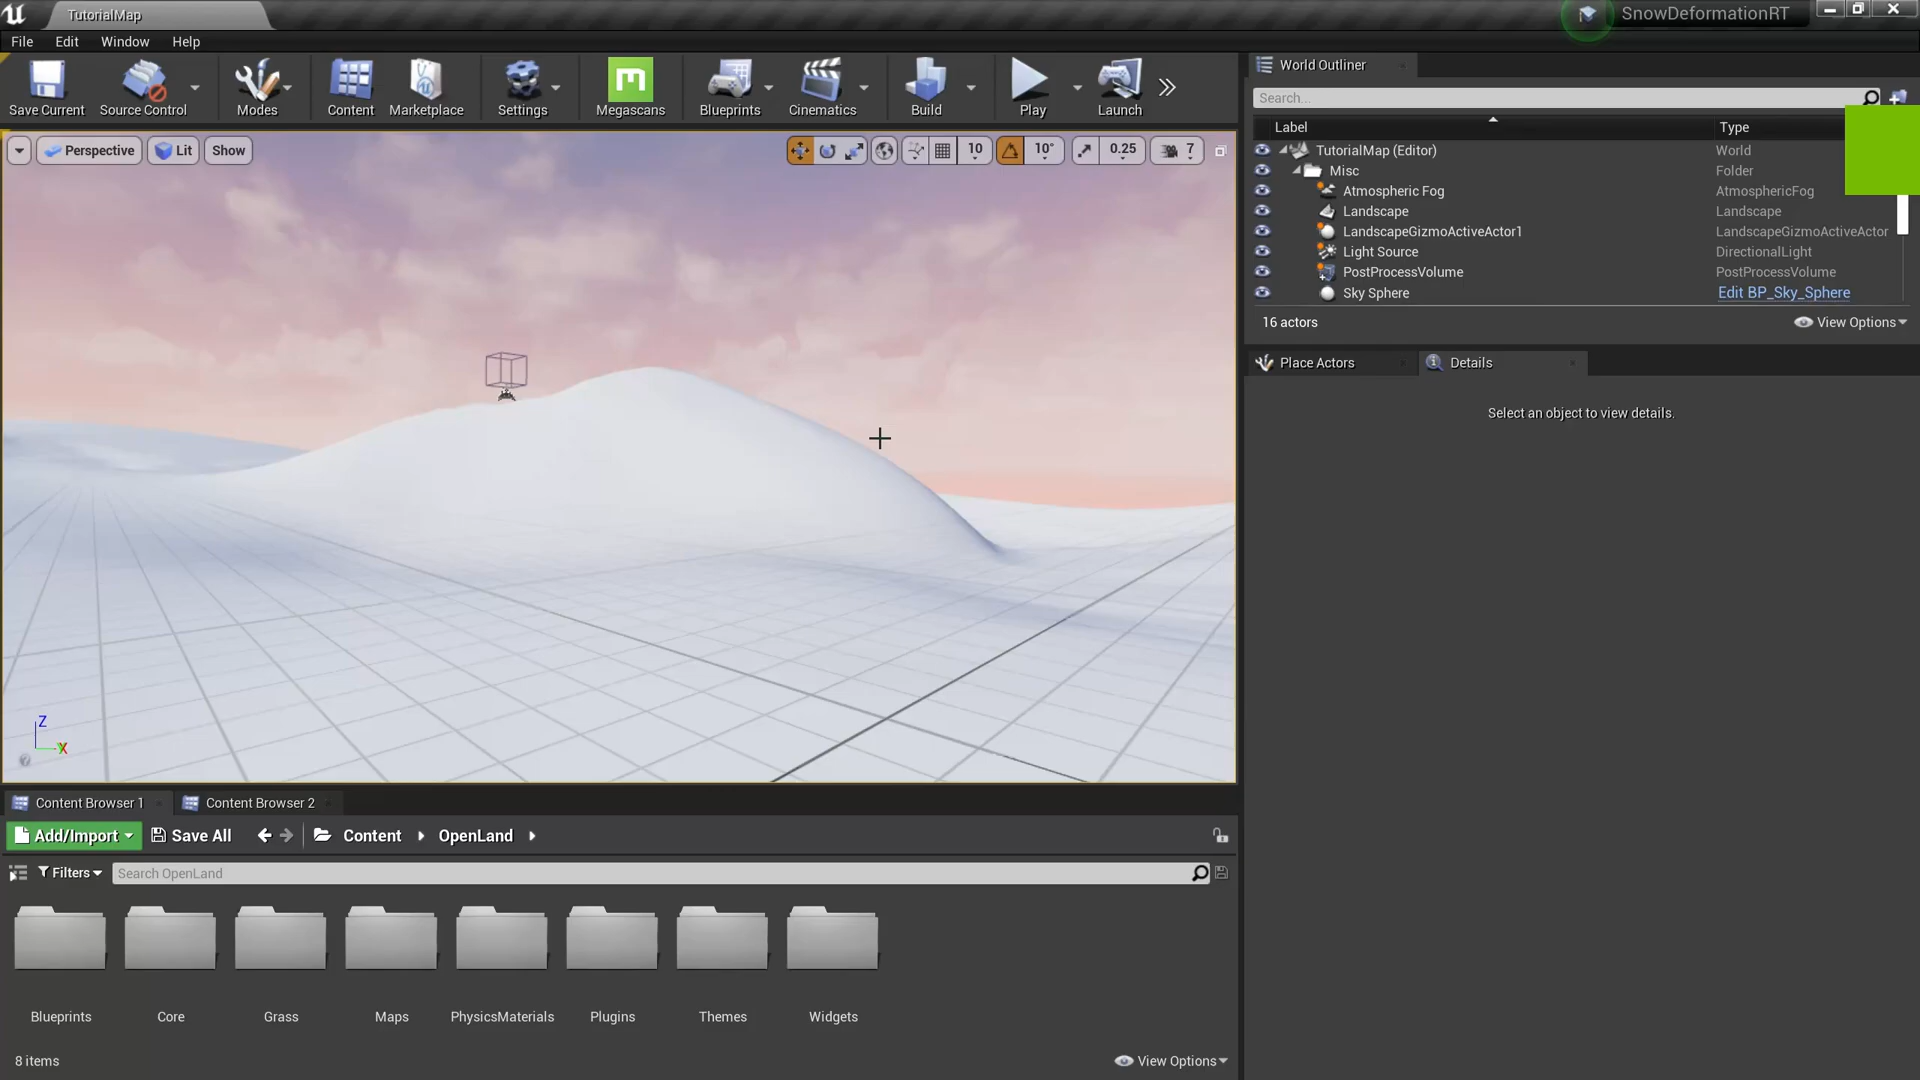 TutorialMap
SnowDeformationRT
File Edit Window Help
Save Current Source Control Modes Content Marketplace Settings Megascans Blueprints Cinematics Build Play Launch
Perspective Lit Show 10 10° 0.25 7
Z
X
World Outliner
Search...
Label Type
TutorialMap (Editor) World
Misc Folder
Atmospheric Fog AtmosphericFog
Landscape Landscape
LandscapeGizmoActiveActor1 LandscapeGizmoActiveActor
Light Source DirectionalLight
PostProcessVolume PostProcessVolume
Sky Sphere Edit BP_Sky_Sphere
16 actors View Options
Place Actors Details
Select an object to view details.
Content Browser 1 Content Browser 2
Add/Import Save All Content OpenLand
Filters Search OpenLand
Blueprints Core Grass Maps PhysicsMaterials Plugins Themes Widgets
8 items View Options